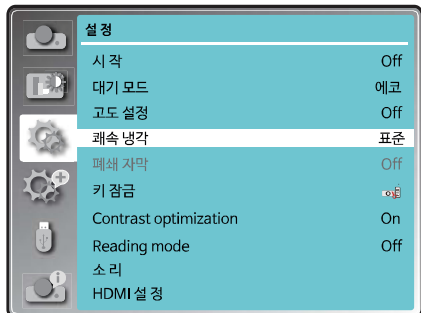 설 정
시 작 Off
대기 모드 에코
고도 설정 Off
쾌속 냉각 표준
폐쇄 자막 Off
키 잠금
Contrast optimization On
Reading mode Off
소 리
HDMI 설 정